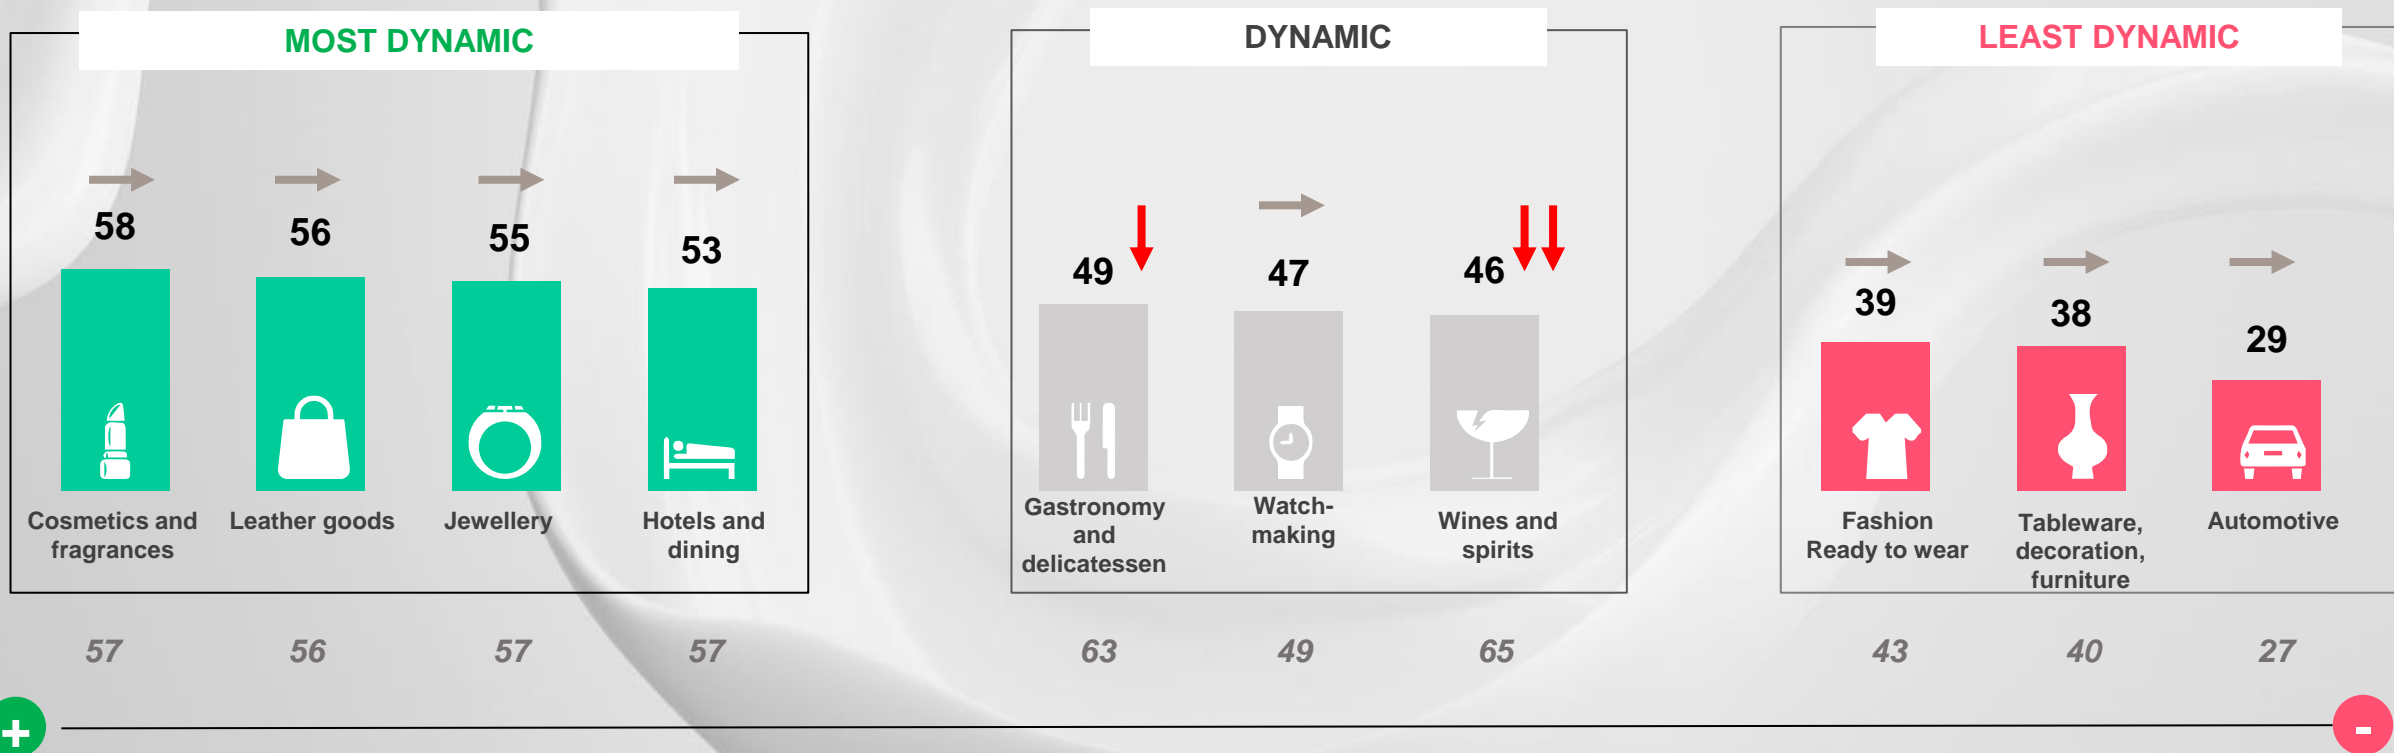 MOST DYNAMIC
58
56
55
53
Cosmetics and
fragrances
Leather goods
Jewellery
Hotels and
dining
DYNAMIC
49
47
46
Gastronomy
and
delicatessen
Watch-
making
Wines and
spirits
LEAST DYNAMIC
39
38
29
Fashion
Ready to wear
Tableware,
decoration,
furniture
Automotive
57
56
57
57
63
49
65
43
40
27
+
-